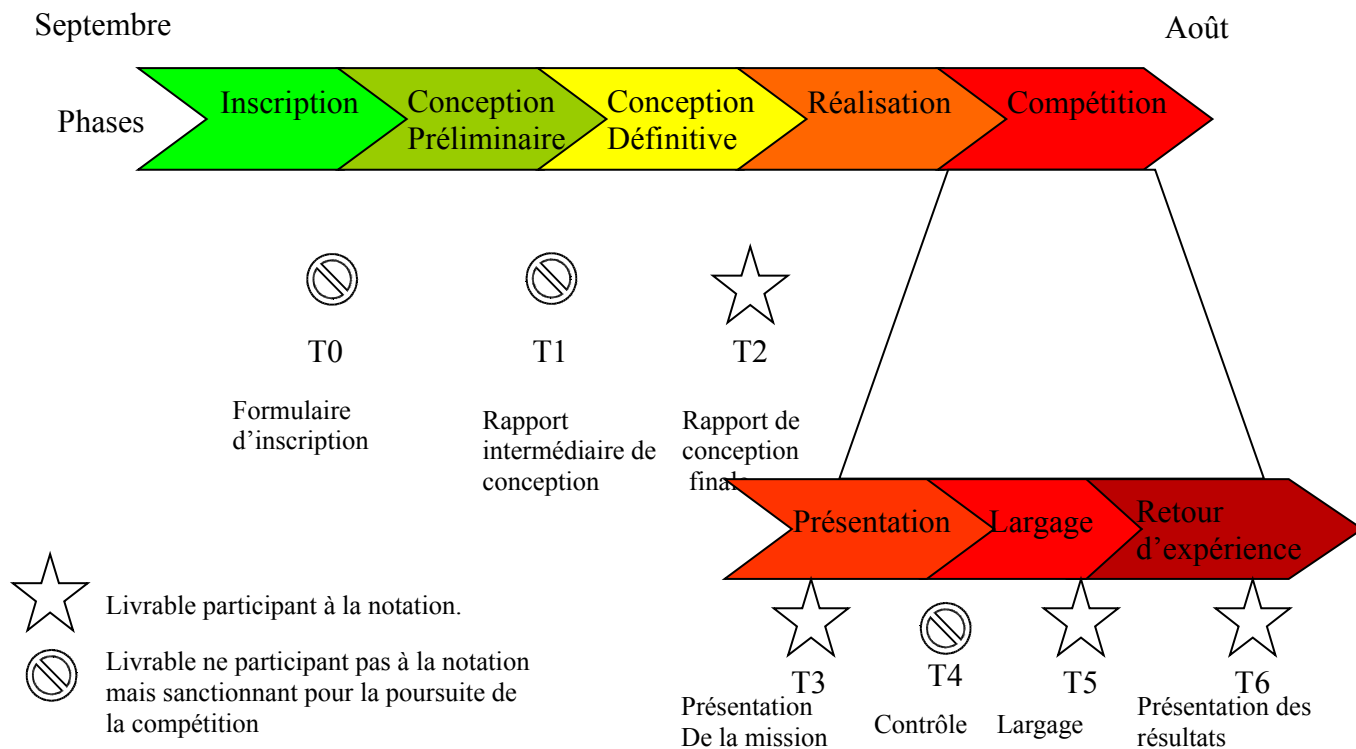 Septembre
Août
Phases
Inscription
Conception
Préliminaire
Conception
Définitive
Réalisation
Compétition
T0
T1
T2
Formulaire
d’inscription
Rapport
intermédiaire de
conception
Rapport de
conception
finale
Présentation
Largage
Retour
d’expérience
Livrable participant à la notation.
Livrable ne participant pas à la notation
mais sanctionnant pour la poursuite de
la compétition
T3
T4
T5
T6
Présentation
De la mission
Contrôle
Largage
Présentation des
résultats